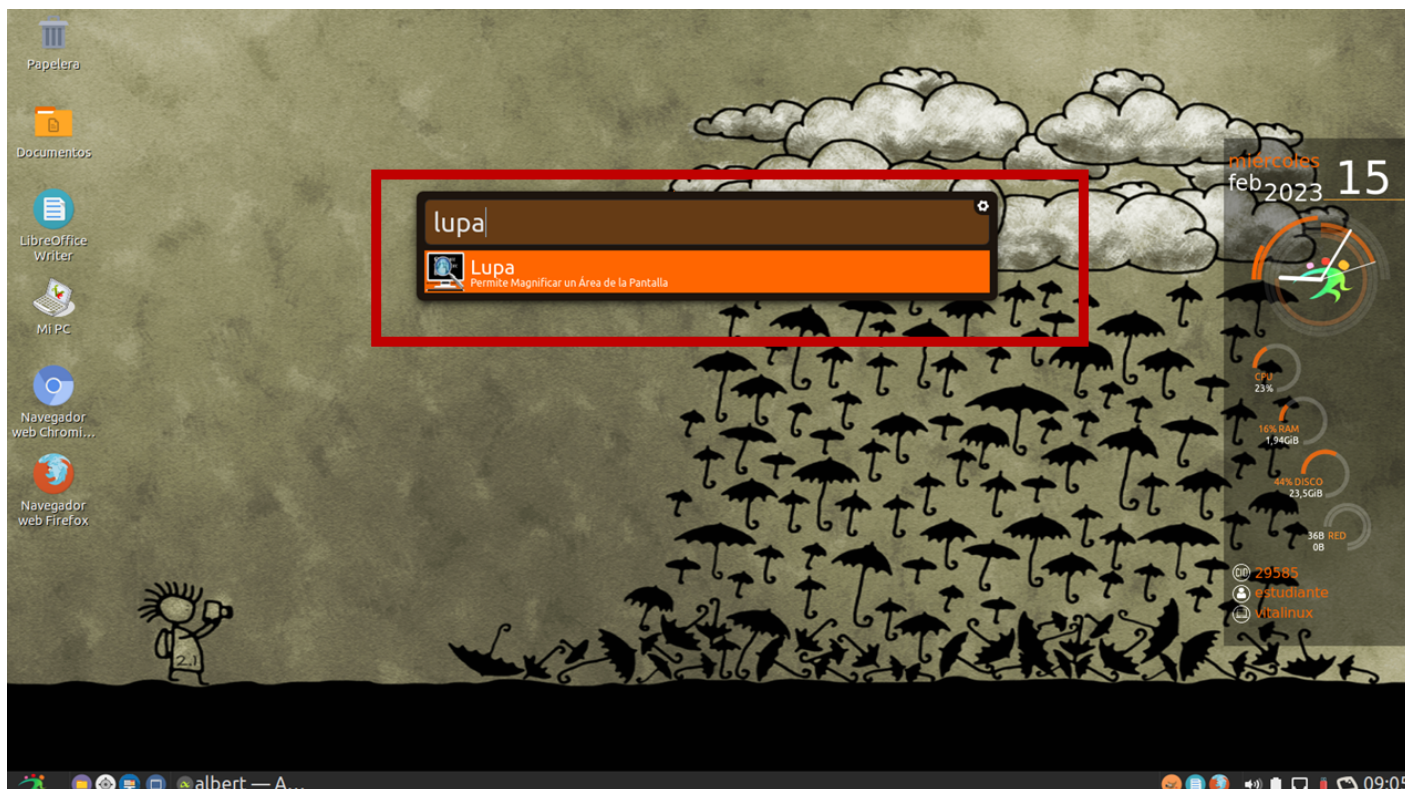 Papelera
Documentos
LibreOffice
Writer
Mi PC
Navegador
web Chromi...
Navegador
web Firefox
lupa
Lupa
Permite Magnificar un Área de la Pantalla
miércoles
feb 2023 15
CPU
23%
16% RAM
1,94GiB
44% DISCO
23,5GiB
36B RED
0B
29585
estudiante
vitalinux
2.1
albert — A...
09:05